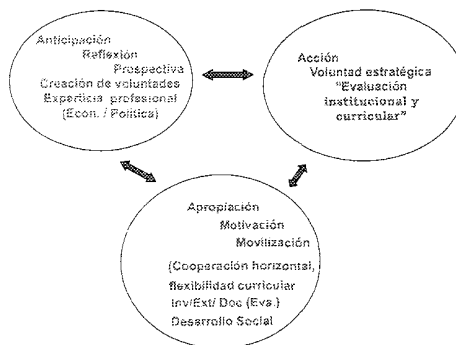 Anticipación
Reflexión
Prospectiva
Creación de voluntades
Experticia profesional
(Econ. / Política)
Acción
Voluntad estratégica
"Evaluación
institucional y
curricular"
Apropiación
Motivación
Movilización
(Cooperación horizontal,
flexibilidad curricular
Inv/Ext/ Doc (Eva.)
Desarrollo Social